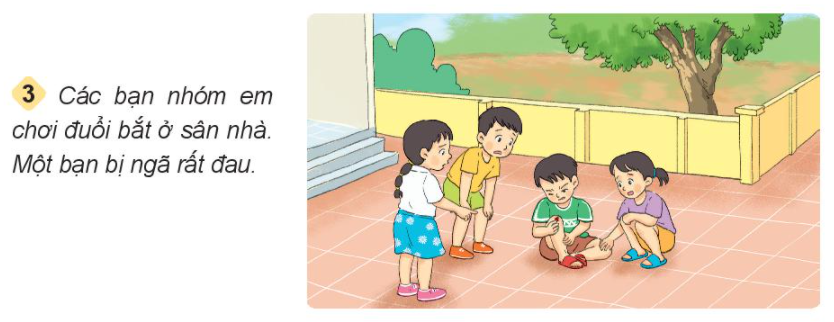 3 Các bạn nhóm em
chơi đuổi bắt ở sân nhà.
Một bạn bị ngã rất đau.